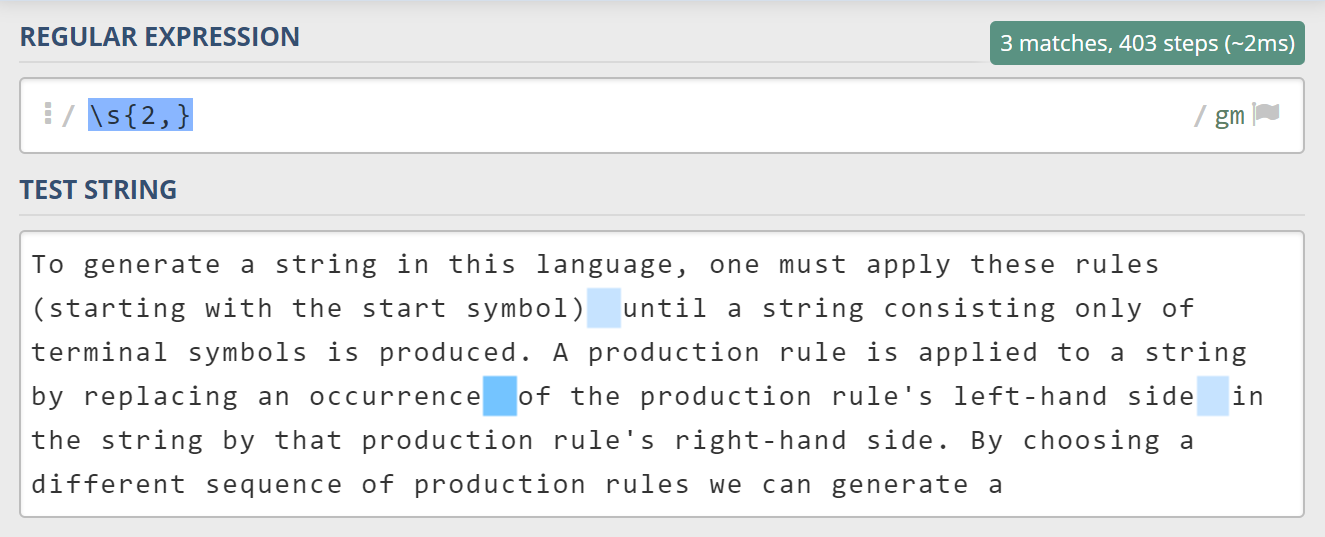 REGULAR EXPRESSION
3 matches, 403 steps (~2ms)
/ \s{2,} / gm
TEST STRING
To generate a string in this language, one must apply these rules
(starting with the start symbol)  until a string consisting only of
terminal symbols is produced. A production rule is applied to a string
by replacing an occurrence  of the production rule's left-hand side  in
the string by that production rule's right-hand side. By choosing a
different sequence of production rules we can generate a